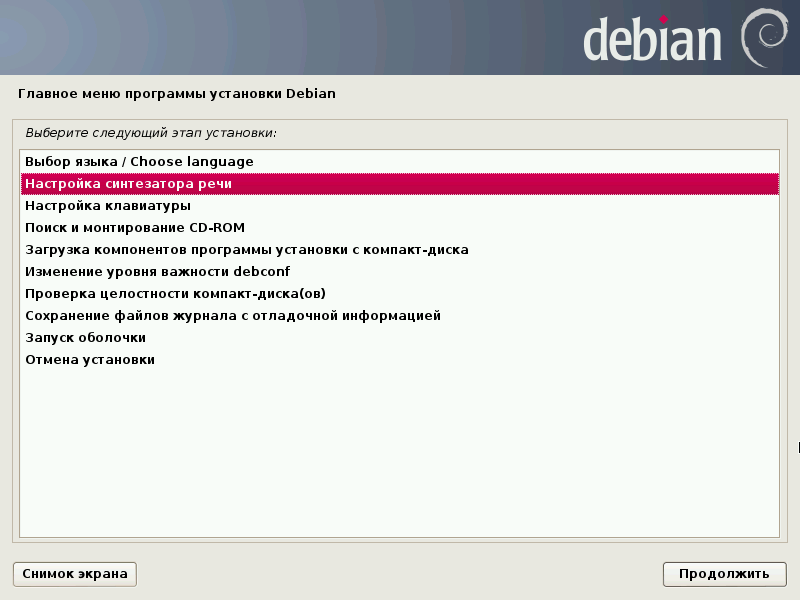 debian
Главное меню программы установки Debian
Выберите следующий этап установки:
Выбор языка / Choose language
Настройка синтезатора речи
Настройка клавиатуры
Поиск и монтирование CD-ROM
Загрузка компонентов программы установки с компакт-диска
Изменение уровня важности debconf
Проверка целостности компакт-диска(ов)
Сохранение файлов журнала с отладочной информацией
Запуск оболочки
Отмена установки
Снимок экрана
Продолжить